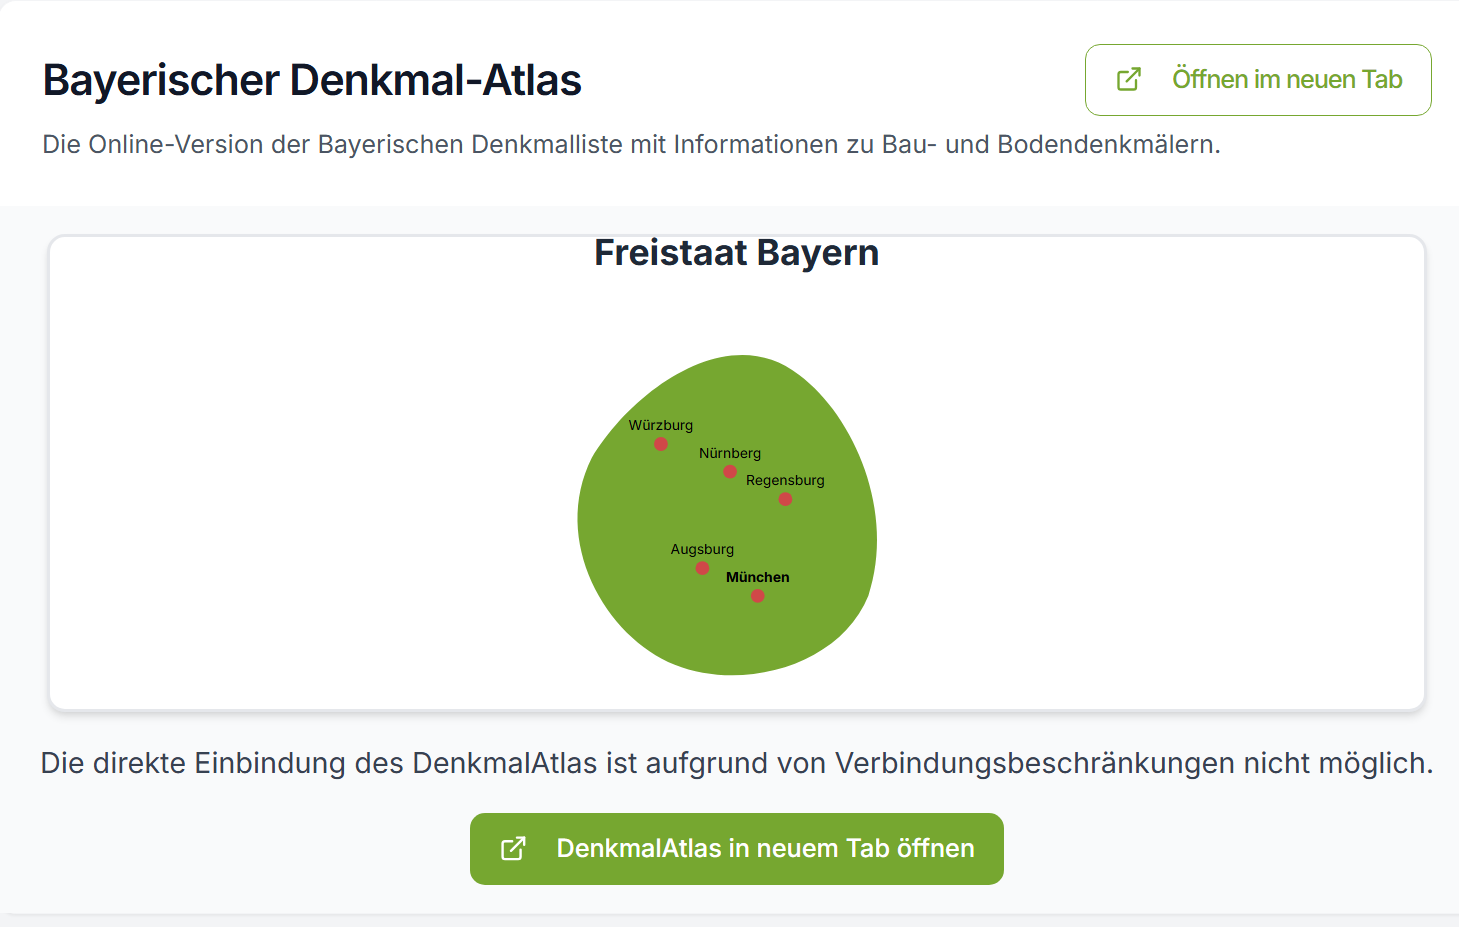 Bayerischer Denkmal-Atlas
Öffnen im neuen Tab
Die Online-Version der Bayerischen Denkmalliste mit Informationen zu Bau- und Bodendenkmälern.
Freistaat Bayern
Würzburg
Nürnberg
Regensburg
Augsburg
München
Die direkte Einbindung des DenkmalAtlas ist aufgrund von Verbindungsbeschränkungen nicht möglich.
DenkmalAtlas in neuem Tab öffnen